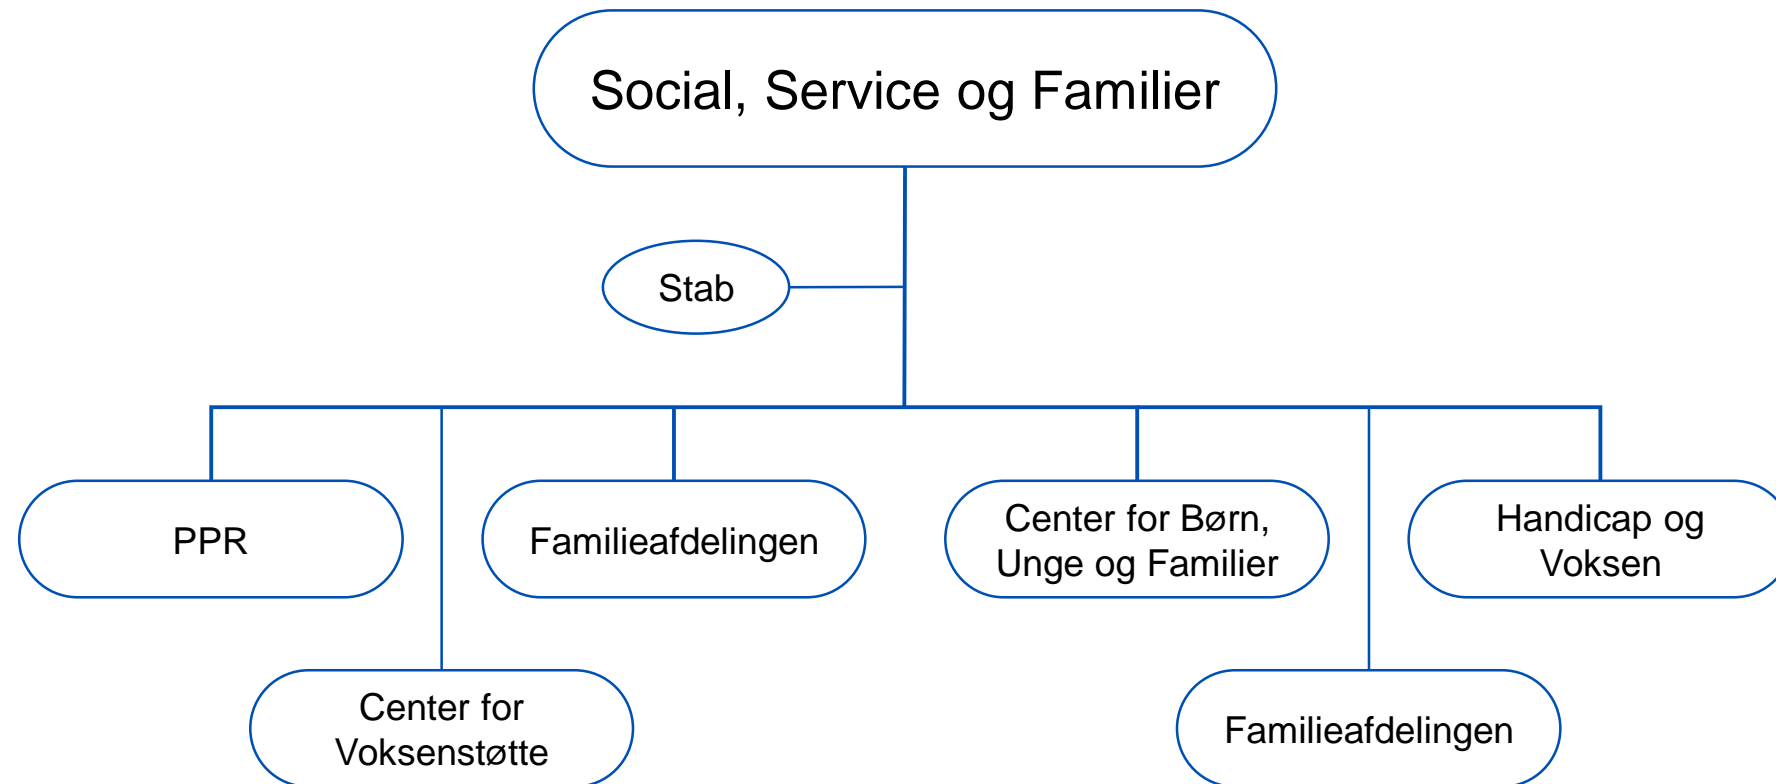 Social, Service og Familier
Stab
PPR
Familieafdelingen
Center for Børn,
Unge og Familier
Handicap og
Voksen
Center for
Voksenstøtte
Familieafdelingen